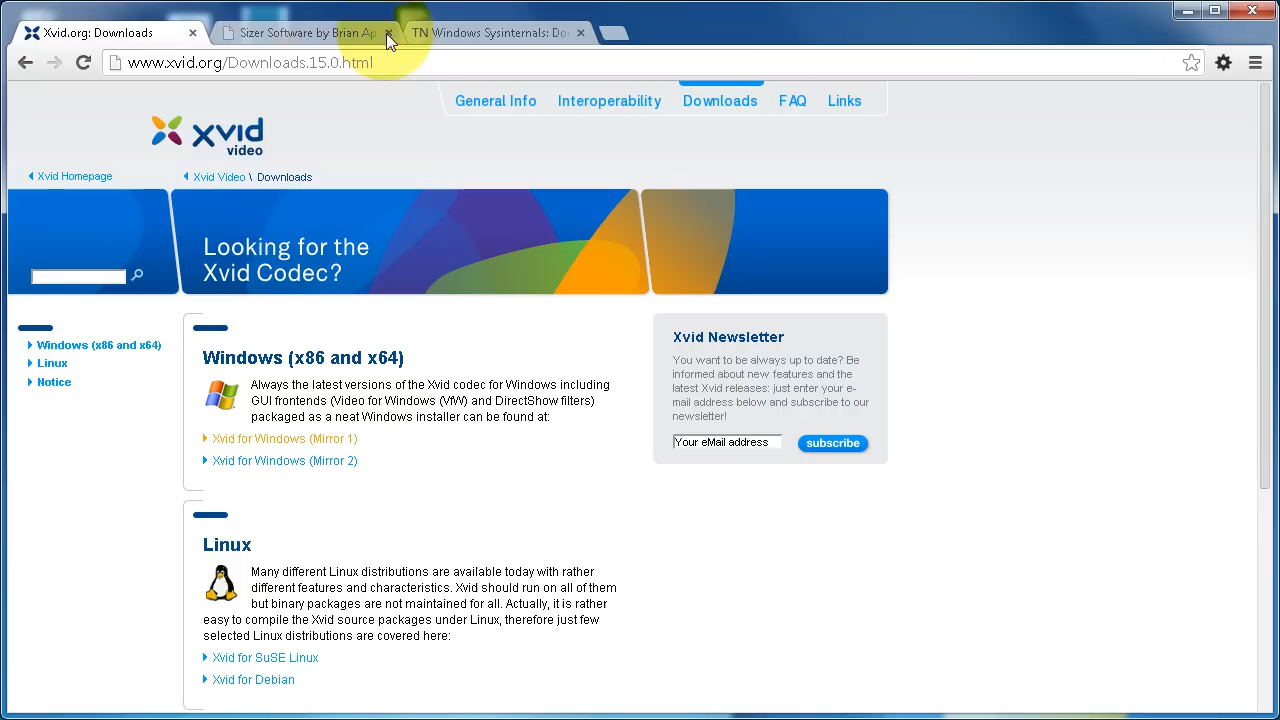 Xvid.org: Downloads
Sizer Software by Brian Ap
TN Windows Sysinternals: Do
www.xvid.org/Downloads.15.0.html
General Info
Interoperability
Downloads
FAQ
Links
xvid
video
Xvid Homepage
Xvid Video \ Downloads
Looking for the
Xvid Codec?
Windows (x86 and x64)
Linux
Notice
Windows (x86 and x64)
Always the latest versions of the Xvid codec for Windows including
GUI frontends (Video for Windows (VfW) and DirectShow filters)
packaged as a neat Windows installer can be found at:
Xvid for Windows (Mirror 1)
Xvid for Windows (Mirror 2)
Linux
Many different Linux distributions are available today with rather
different features and characteristics. Xvid should run on all of them
but binary packages are not maintained for all. Actually, it is rather
easy to compile the Xvid source packages under Linux, therefore just few
selected Linux distributions are covered here:
Xvid for SuSE Linux
Xvid for Debian
Xvid Newsletter
You want to be always up to date? Be
informed about new features and the
latest Xvid releases: just enter your e-
mail address below and subscribe to our
newsletter!
Your eMail address
subscribe